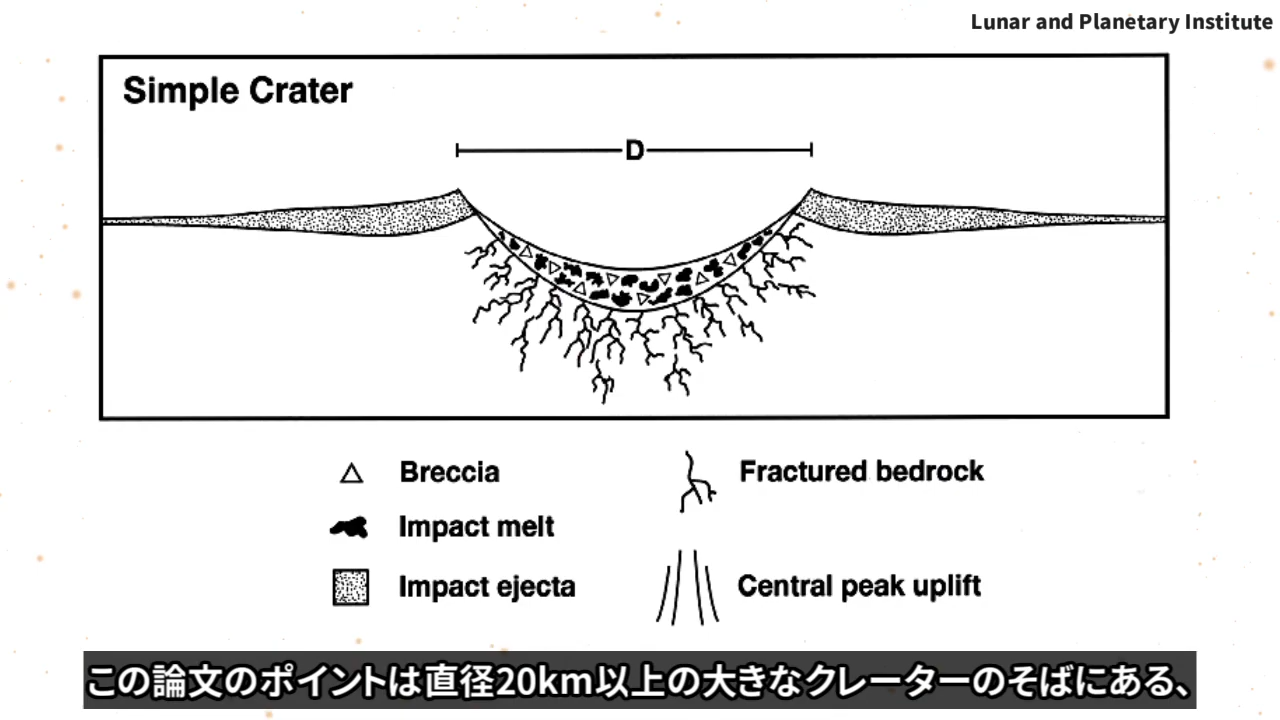 Lunar and Planetary Institute
Simple Crater
D
Breccia
Fractured bedrock
Impact melt
Impact ejecta
Central peak uplift
この論文のポイントは直径20km以上の大きなクレーターのそばにある、